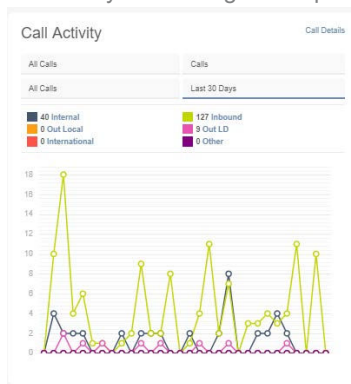 Call Activity
Call Details
All Calls
Calls
All Calls
Last 30 Days
40 Internal
127 Inbound
0 Out Local
9 Out LD
0 International
0 Other
18
16
14
12
10
8
6
4
2
0